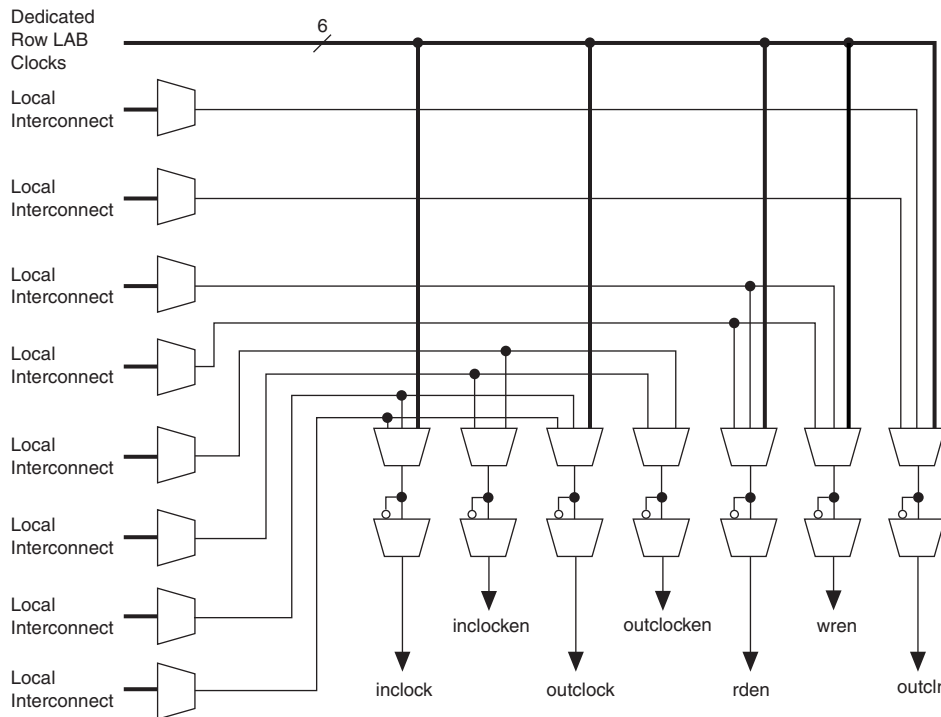 Dedicated
Row LAB
Clocks
6
Local
Interconnect
Local
Interconnect
Local
Interconnect
Local
Interconnect
Local
Interconnect
Local
Interconnect
Local
Interconnect
Local
Interconnect
inclocken
outclocken
wren
inclock
outclock
rden
outclr